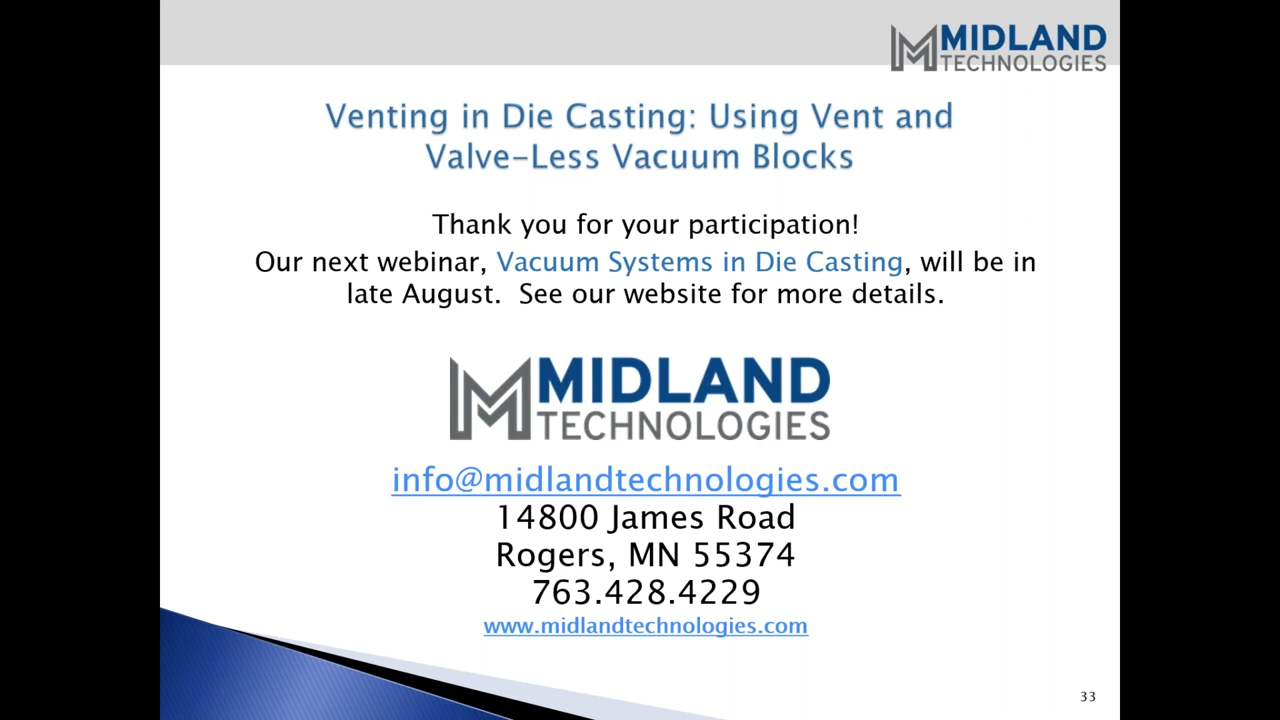 MIDLAND
TECHNOLOGIES
Venting in Die Casting: Using Vent and
Valve-Less Vacuum Blocks
Thank you for your participation!
Our next webinar, Vacuum Systems in Die Casting, will be in
late August.  See our website for more details.
MIDLAND
TECHNOLOGIES
info@midlandtechnologies.com
14800 James Road
Rogers, MN 55374
763.428.4229
www.midlandtechnologies.com
33